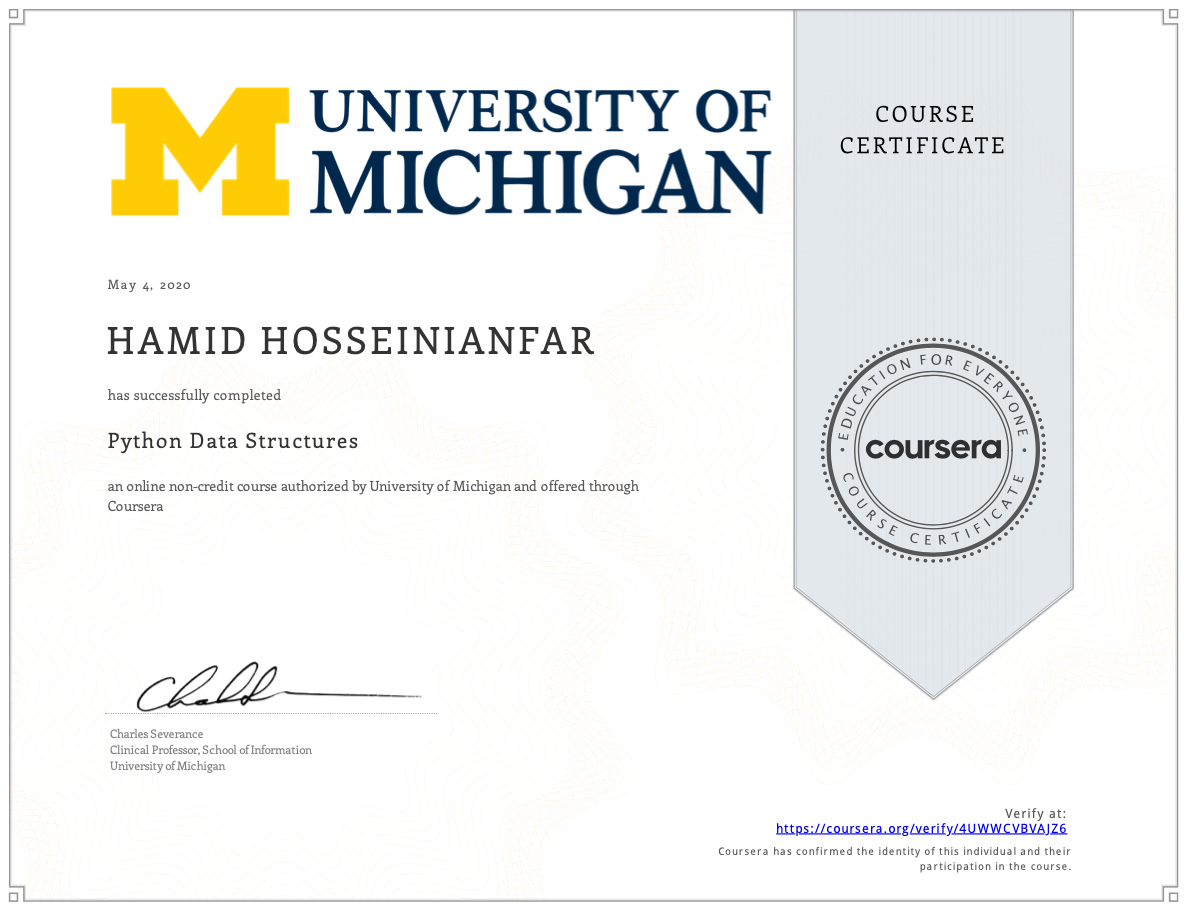 UNIVERSITY OF
MICHIGAN
COURSE
CERTIFICATE
May 4, 2020
HAMID HOSSEINIANFAR
has successfully completed
Python Data Structures
an online non-credit course authorized by University of Michigan and offered through
Coursera
EDUCATION FOR EVERYONE
coursera
COURSE CERTIFICATE
Charles Severance
Clinical Professor, School of Information
University of Michigan
Verify at:
https://coursera.org/verify/4UWWCVBVAJZ6
Coursera has confirmed the identity of this individual and their
participation in the course.